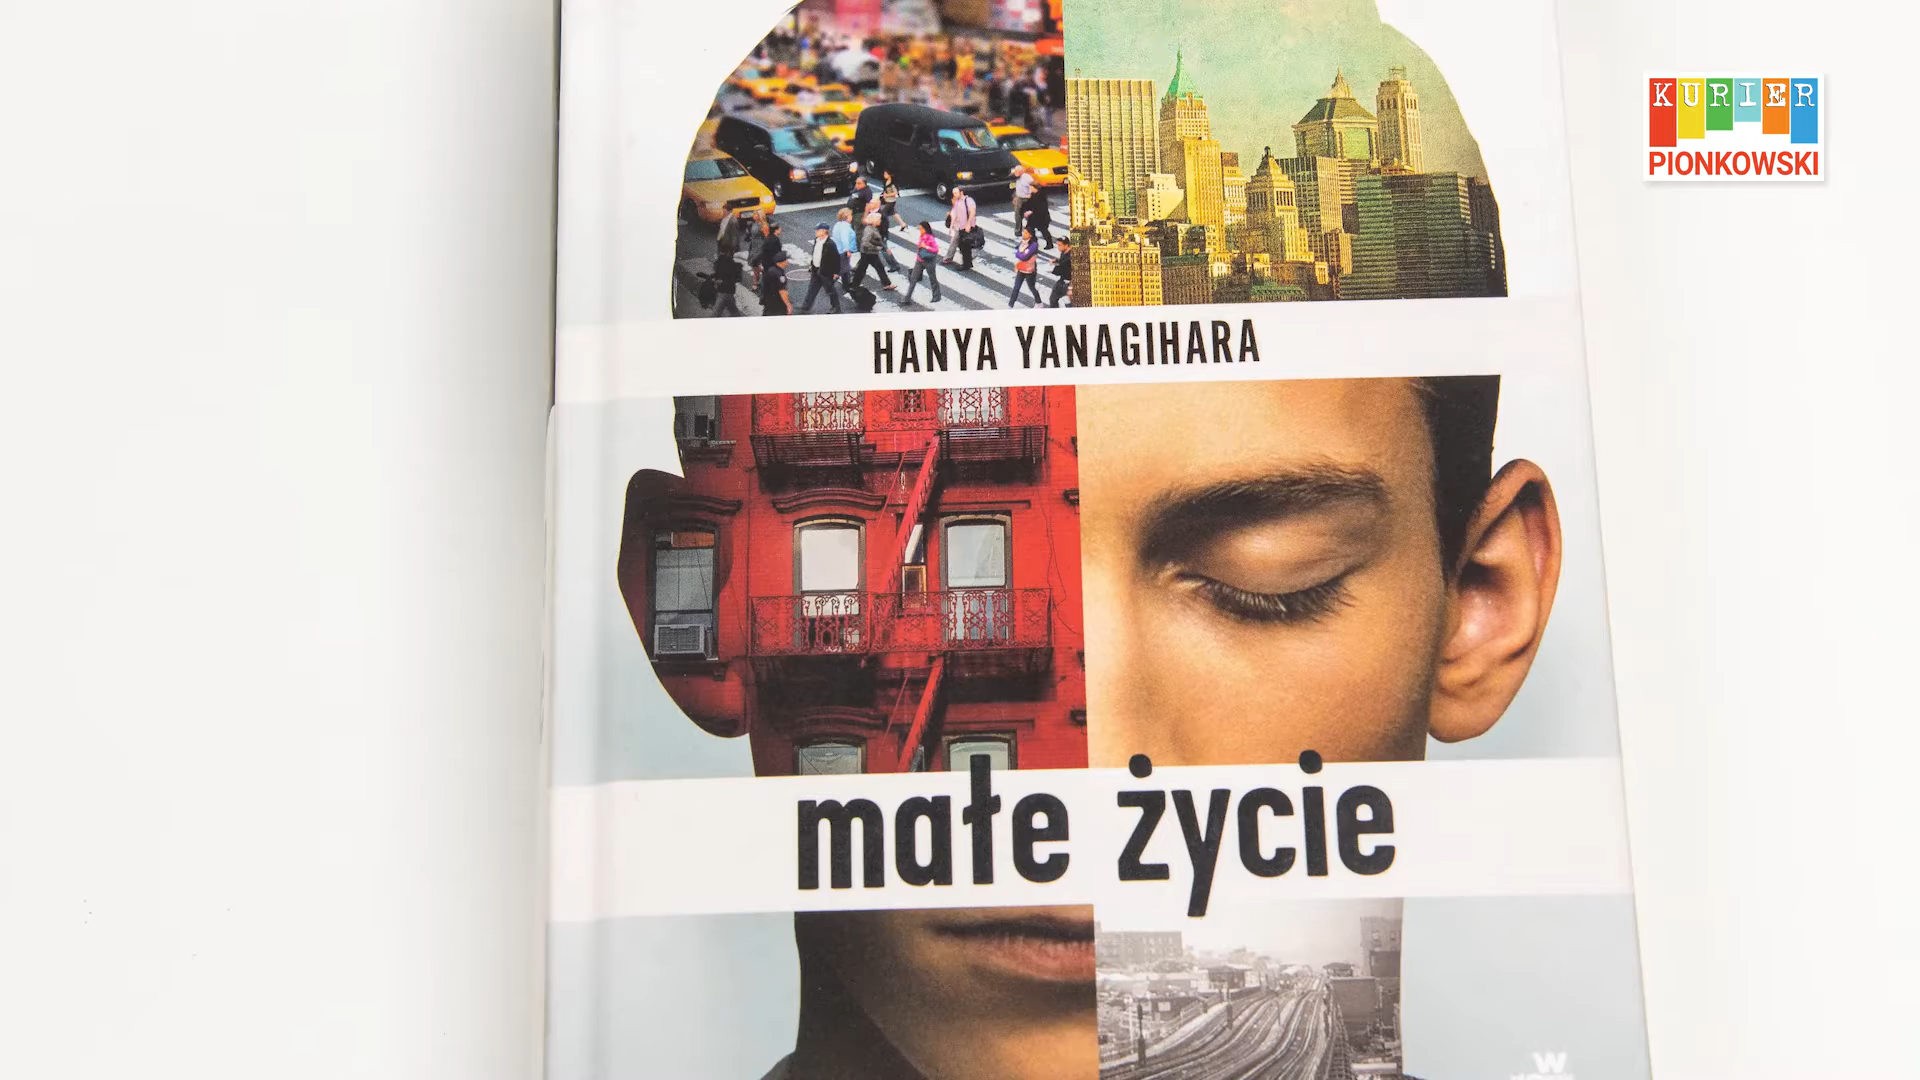 KURIER
PIONKOWSKI
HANYA YANAGIHARA
małe życie
W